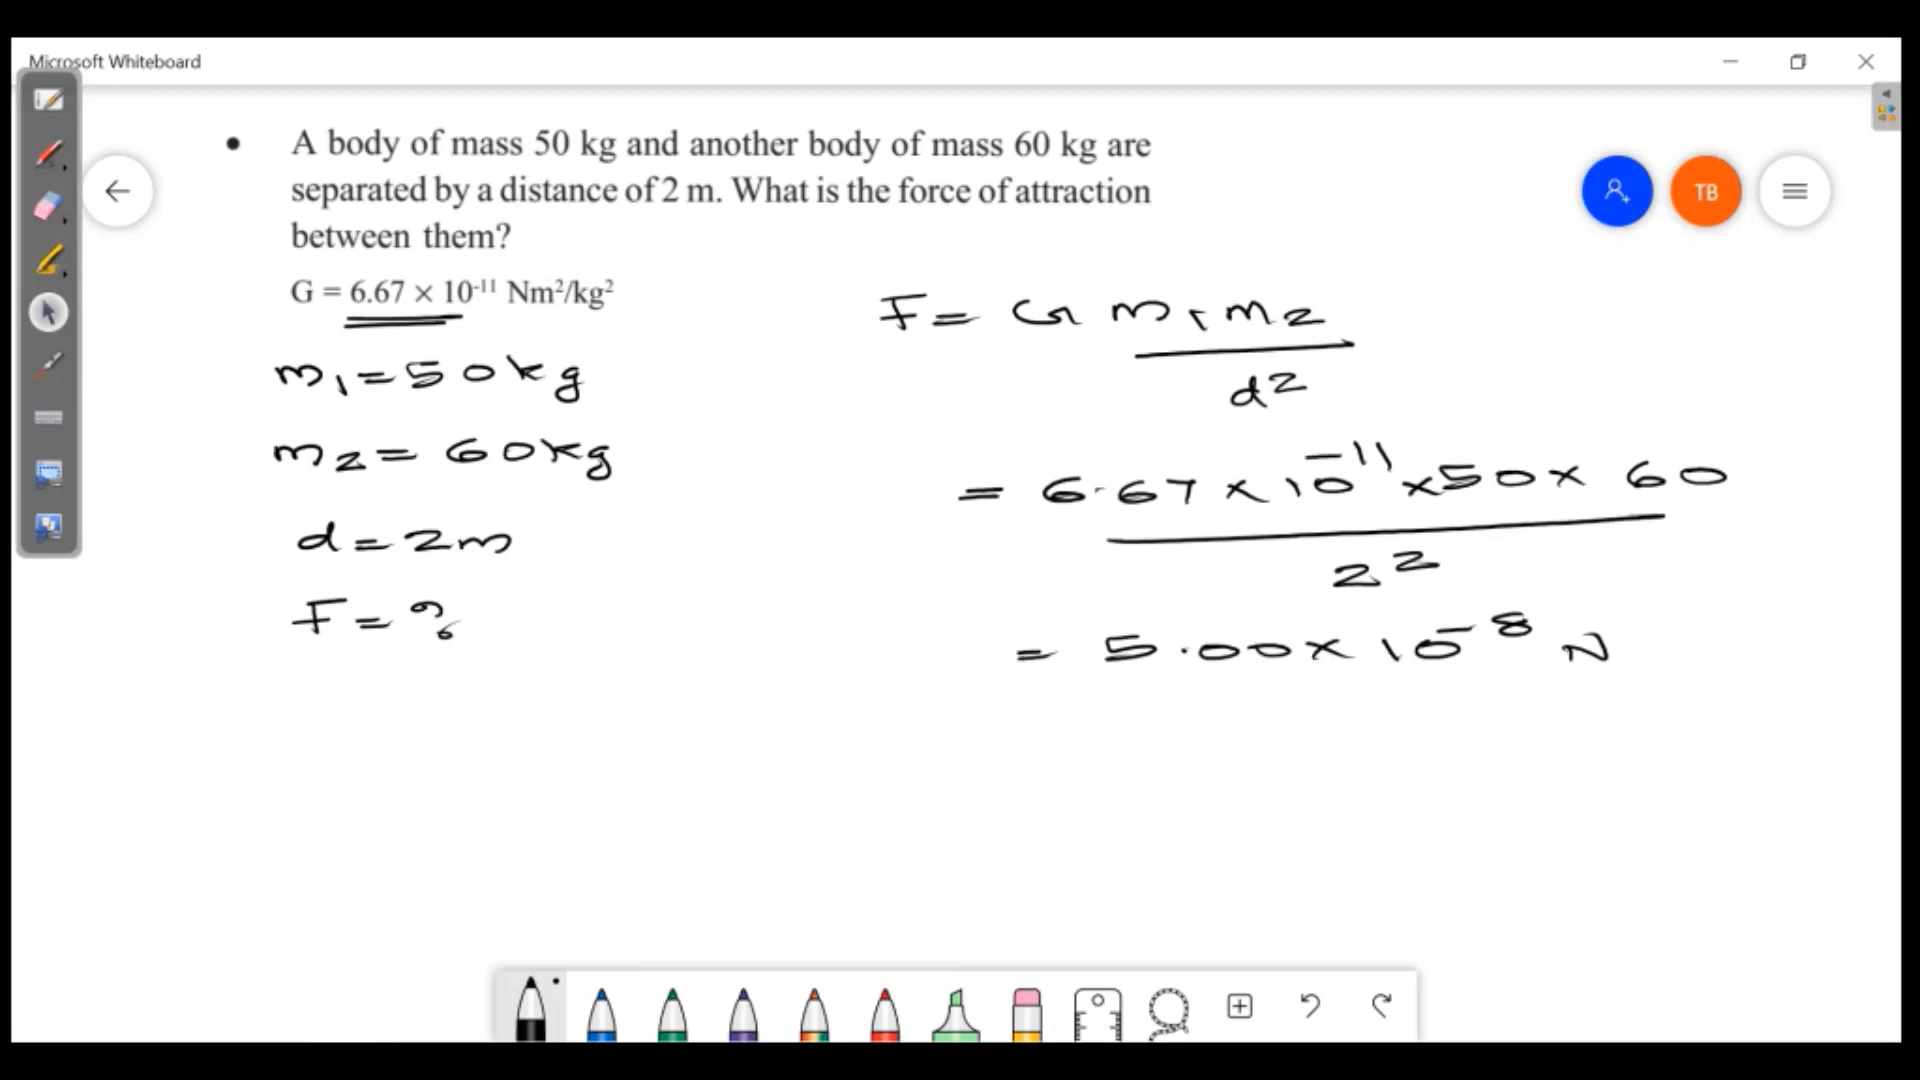 Microsoft Whiteboard
• A body of mass 50 kg and another body of mass 60 kg are
separated by a distance of 2 m. What is the force of attraction
between them?
G = 6.67 × 10⁻¹¹ Nm²/kg²
m₁ = 50kg
m₂ = 60kg
d = 2m
F = ?
F = G m₁m₂
d²
= 6.67 × 10⁻¹¹ × 50 × 60
2²
= 5.00 × 10⁻⁸ N
TB